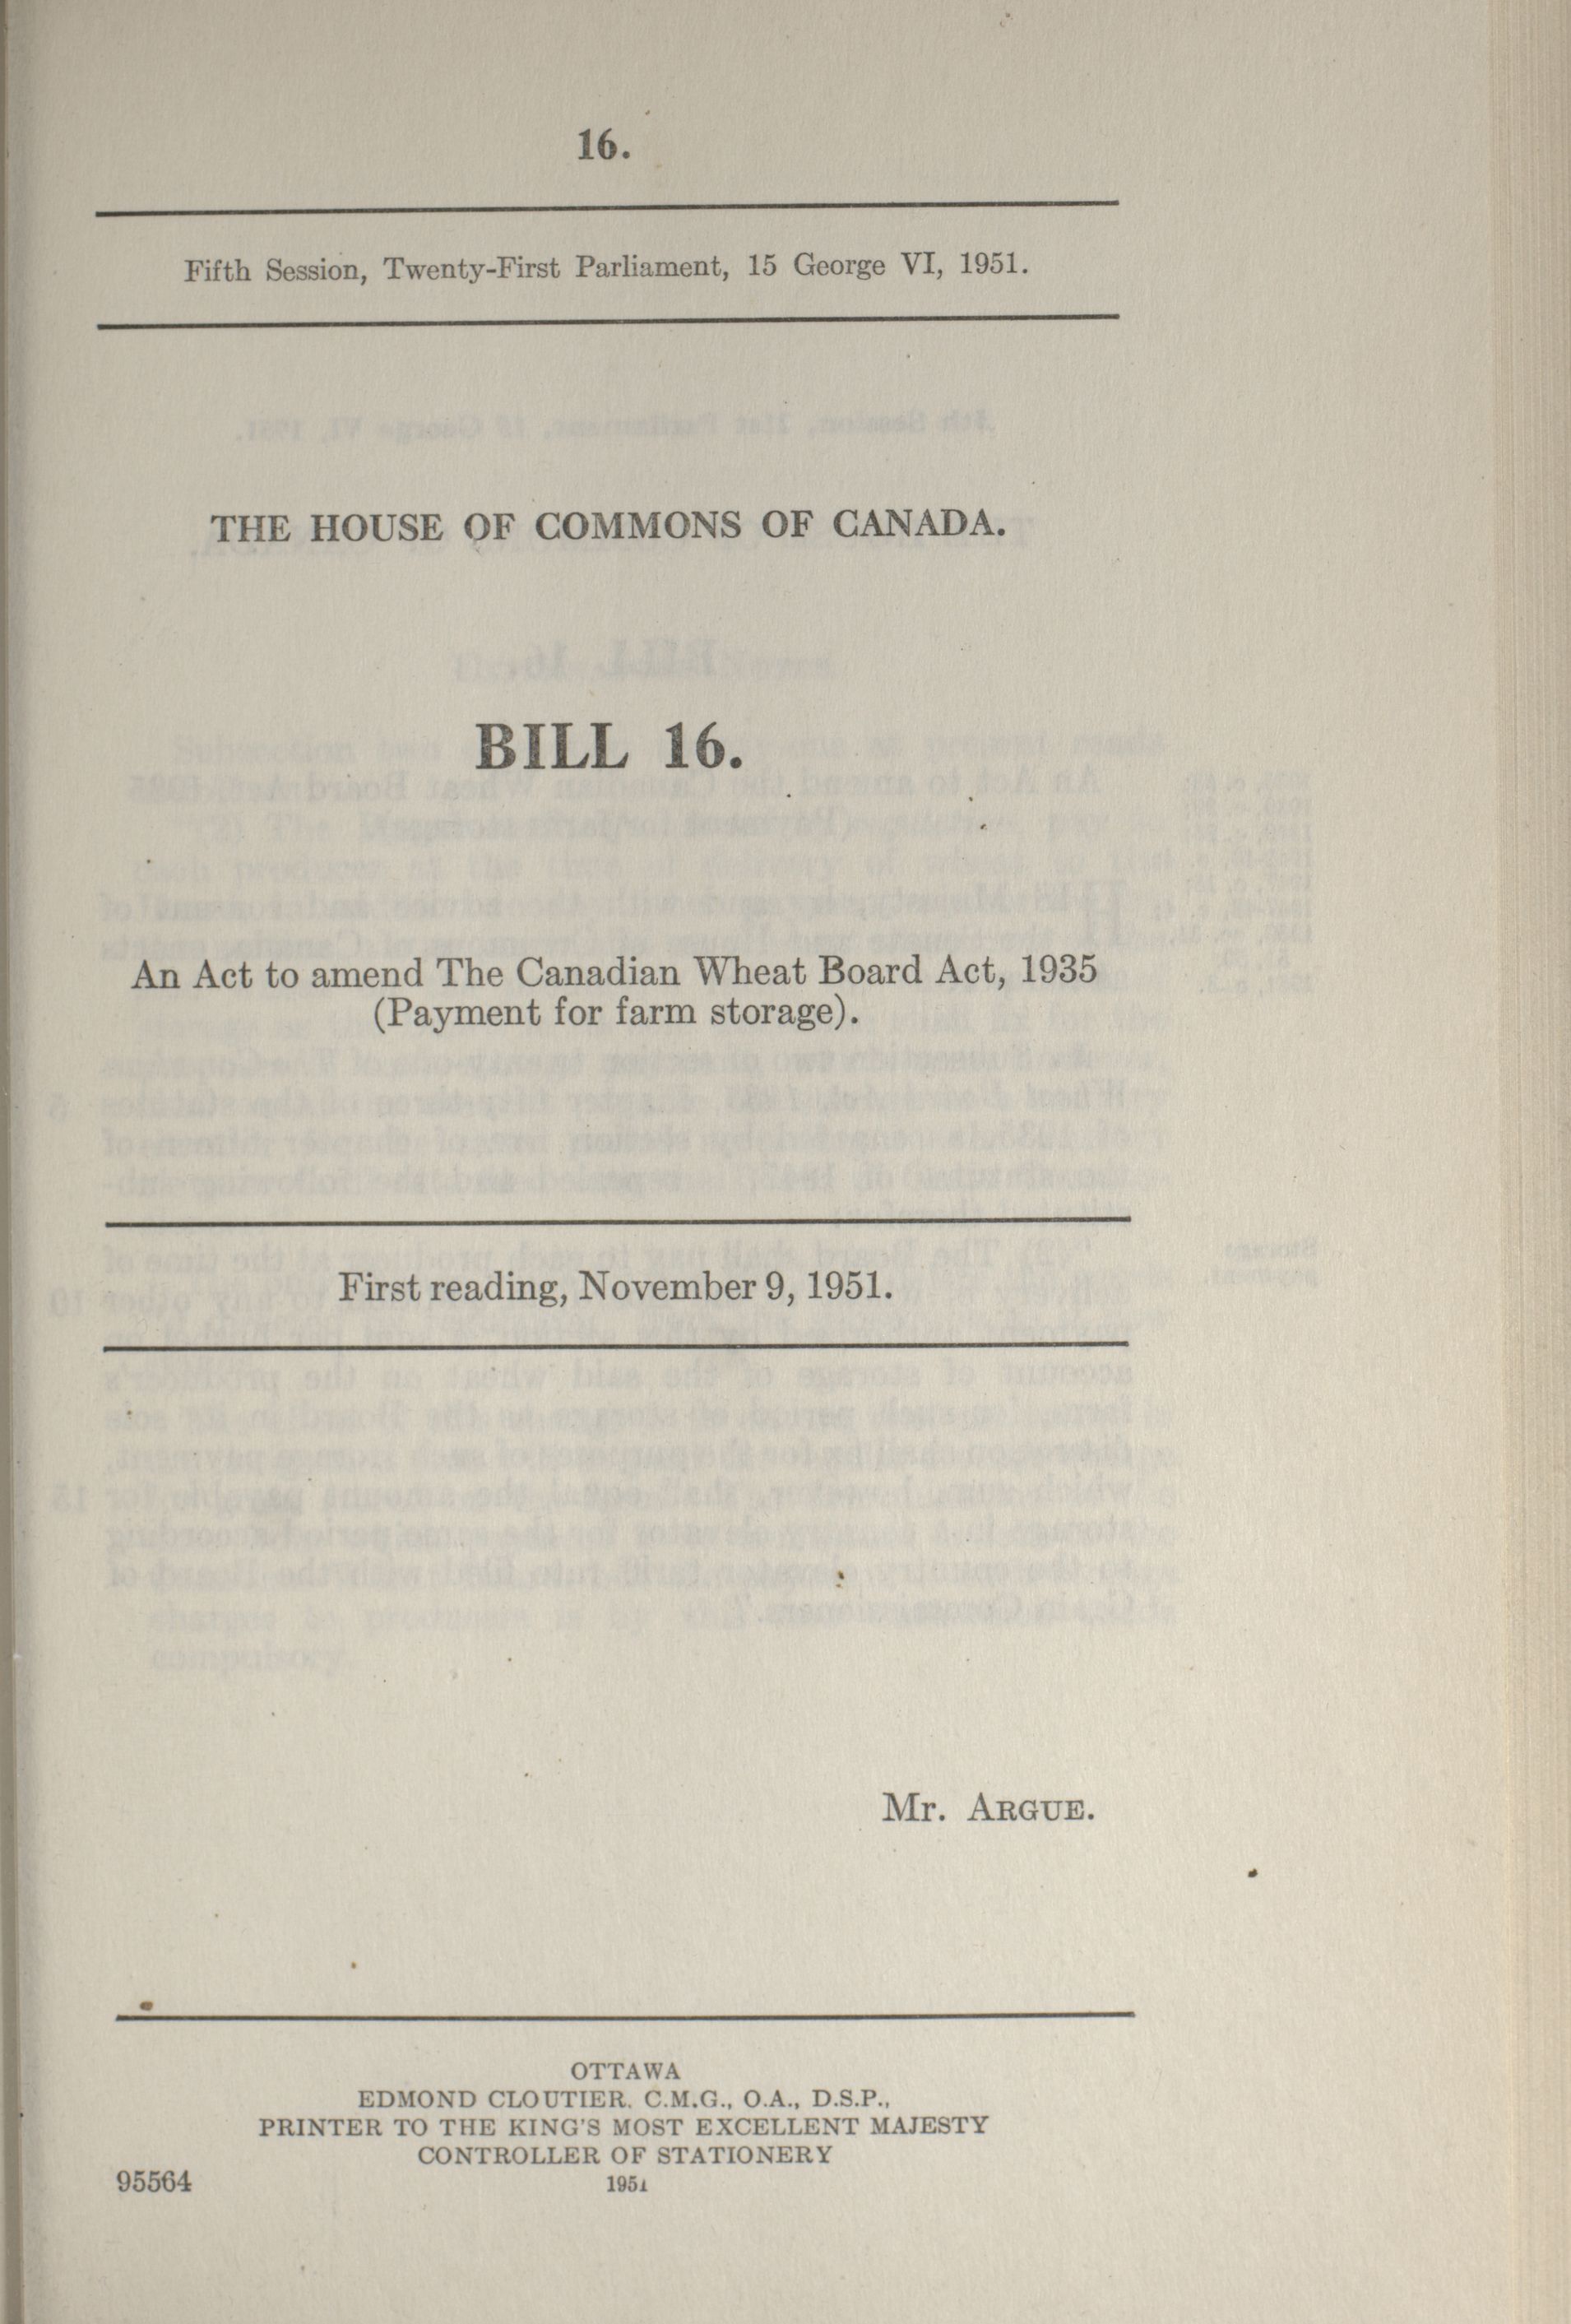 16.
Fifth Session, Twenty-First Parliament, 15 George VI, 1951.
THE HOUSE OF COMMONS OF CANADA.
BILL 16.
An Act to amend The Canadian Wheat Board Act, 1935
(Payment for farm storage).
First reading, November 9, 1951.
Mr. ARGUE.
OTTAWA
EDMOND CLOUTIER. C.M.G., O.A., D.S.P.,
PRINTER TO THE KING'S MOST EXCELLENT MAJESTY
CONTROLLER OF STATIONERY
95564 1951